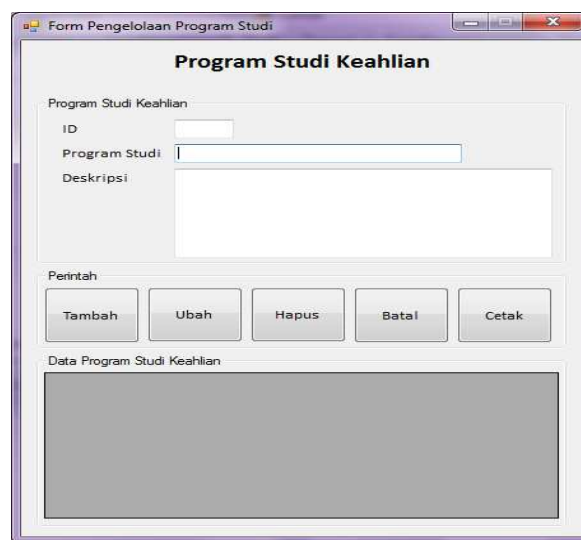 Form Pengelolaan Program Studi
Program Studi Keahlian
Program Studi Keahlian
ID
Program Studi
Deskripsi
Perintah
Tambah Ubah Hapus Batal Cetak
Data Program Studi Keahlian